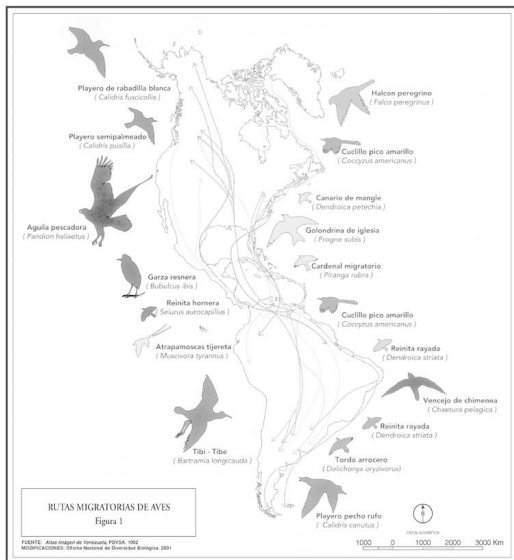 Playero de rabadilla blanca
( Calidris fuscicollis )
Halcon peregrino
( Falco peregrinus )
Playero semipalmeado
( Calidris pusilla )
Cuclillo pico amarillo
( Coccyzus americanus )
Canario de mangle
( Dendroica petechia )
Aguila pescadora
( Pandion haliaetus )
Golondrina de iglesia
( Progne subis )
Cardenal migratorio
( Piranga rubra )
Garza resnera
( Bubulcus ibis )
Reinita hornera
( Seiurus aurocapillus )
Cuclillo pico amarillo
( Coccyzus americanus )
Atrapamoscas tijereta
( Muscivora tyrannus )
Reinita rayada
( Dendroica striata )
Vencejo de chimenea
( Chaetura pelagica )
Reinita rayada
( Dendroica striata )
Tibi - Tibe
( Bartramia longicauda )
Tordo arrocero
( Dolichonyx oryzivorus )
Playero pecho rufo
( Calidris canutus )
RUTAS MIGRATORIAS DE AVES
Figura 1
FUENTE: Atlas Imagen de Venezuela, PDVSA. 1992
MODIFICACIONES: Oficina Nacional de Diversidad Biológica. 2001
1000 0 1000 2000 3000 Km